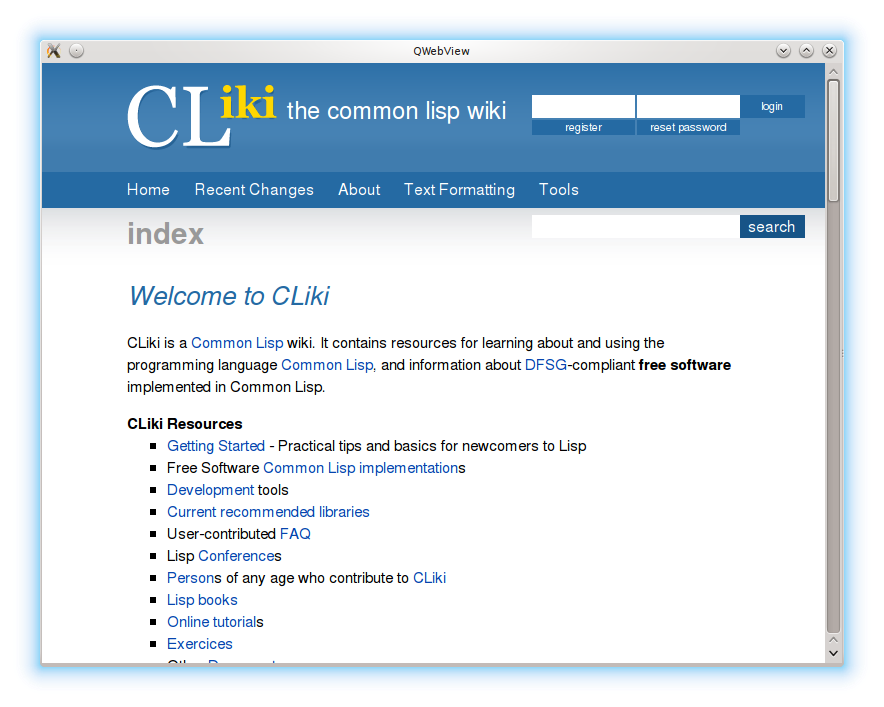 QWebView
CLiki the common lisp wiki
login
register reset password
Home Recent Changes About Text Formatting Tools
index
search
Welcome to CLiki
CLiki is a Common Lisp wiki. It contains resources for learning about and using the
programming language Common Lisp, and information about DFSG-compliant free software
implemented in Common Lisp.
CLiki Resources
Getting Started - Practical tips and basics for newcomers to Lisp
Free Software Common Lisp implementations
Development tools
Current recommended libraries
User-contributed FAQ
Lisp Conferences
Persons of any age who contribute to CLiki
Lisp books
Online tutorials
Exercices